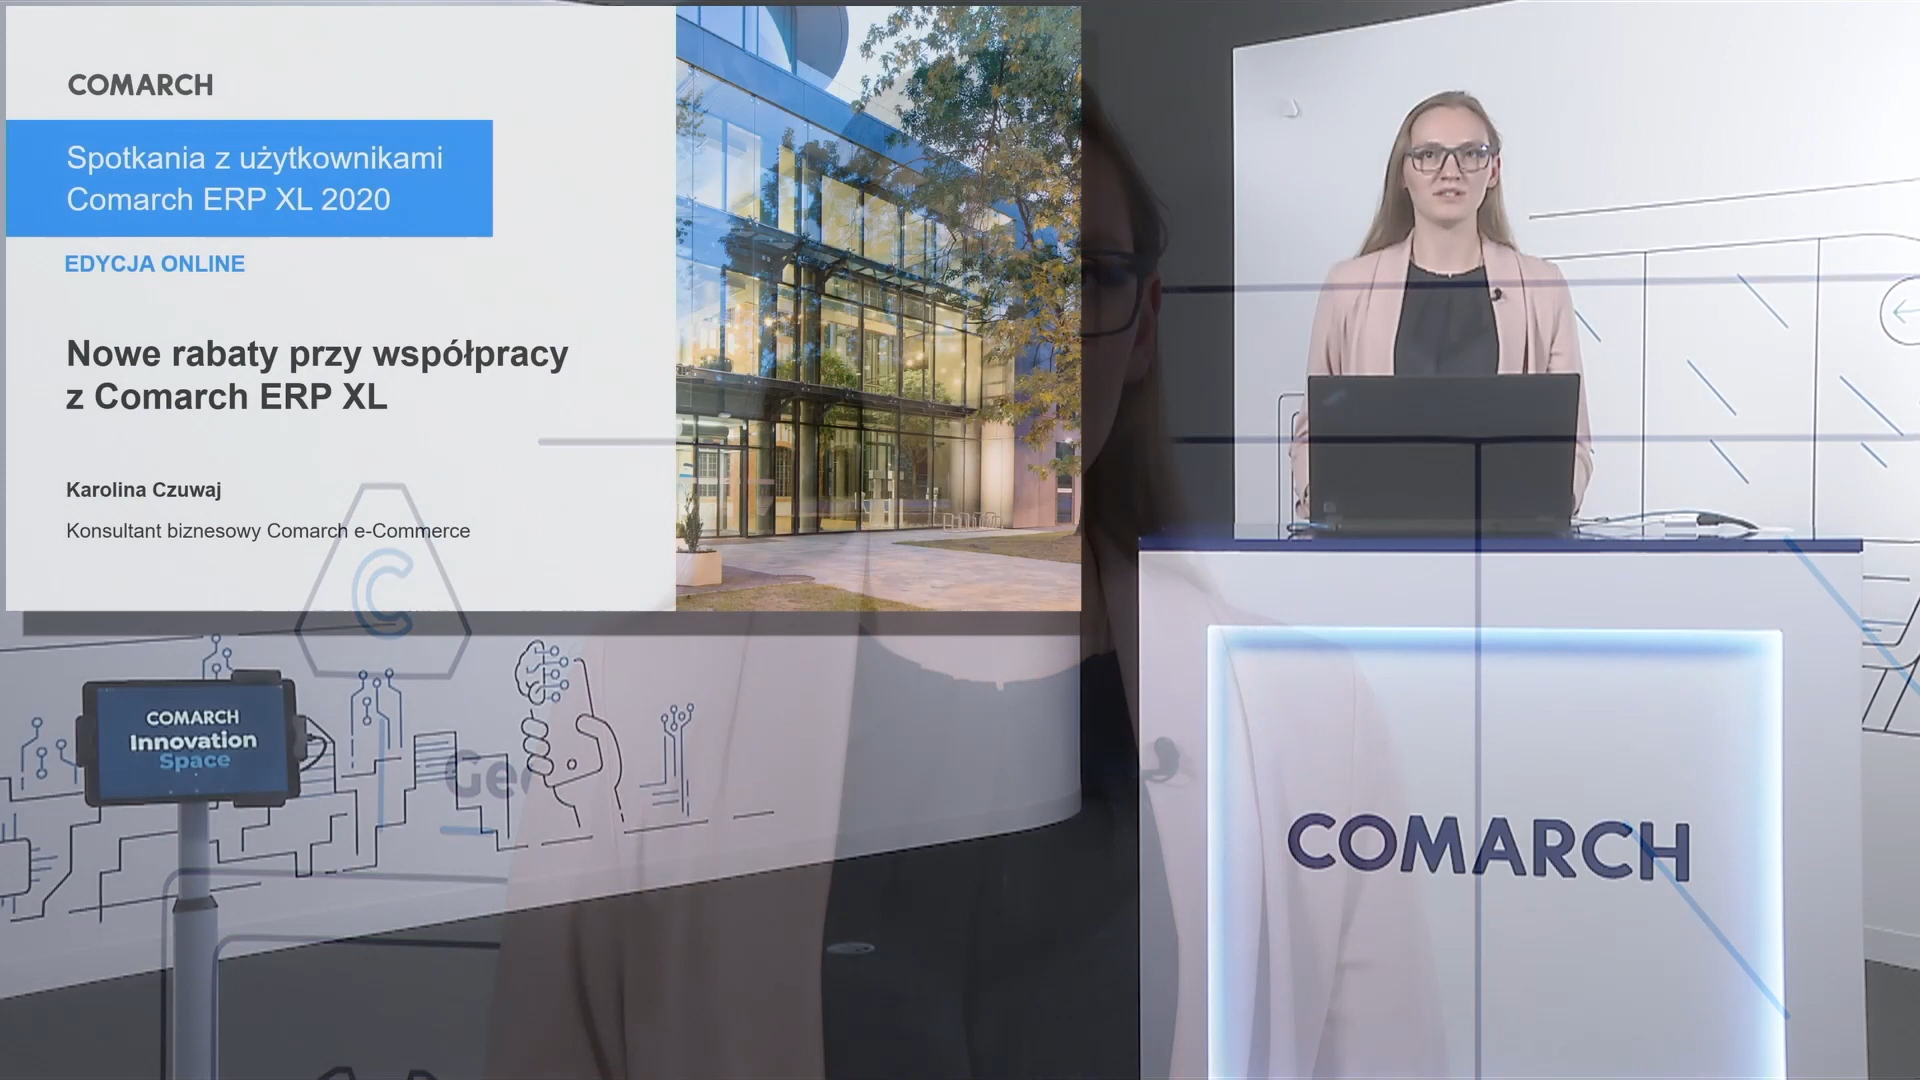 COMARCH
Spotkania z użytkownikami
Comarch ERP XL 2020
EDYCJA ONLINE
Nowe rabaty przy współpracy
z Comarch ERP XL
Karolina Czuwaj
Konsultant biznesowy Comarch e-Commerce
C
COMARCH
Innovation
Space
COMARCH